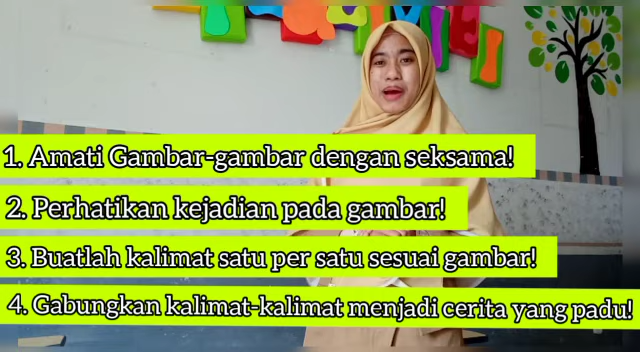 1. Amati Gambar-gambar dengan seksama!
2. Perhatikan kejadian pada gambar!
3. Buatlah kalimat satu per satu sesuai gambar!
4. Gabungkan kalimat-kalimat menjadi cerita yang padu!